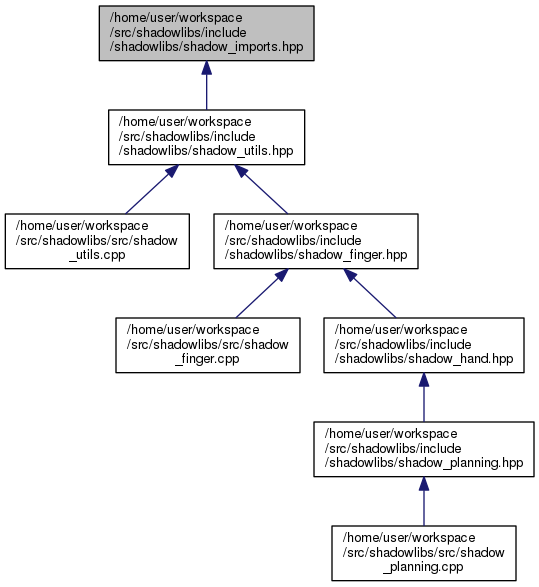 /home/user/workspace
/src/shadowlibs/include
/shadowlibs/shadow_imports.hpp
/home/user/workspace
/src/shadowlibs/include
/shadowlibs/shadow_utils.hpp
/home/user/workspace
/src/shadowlibs/src/shadow
_utils.cpp
/home/user/workspace
/src/shadowlibs/include
/shadowlibs/shadow_finger.hpp
/home/user/workspace
/src/shadowlibs/src/shadow
_finger.cpp
/home/user/workspace
/src/shadowlibs/include
/shadowlibs/shadow_hand.hpp
/home/user/workspace
/src/shadowlibs/include
/shadowlibs/shadow_planning.hpp
/home/user/workspace
/src/shadowlibs/src/shadow
_planning.cpp